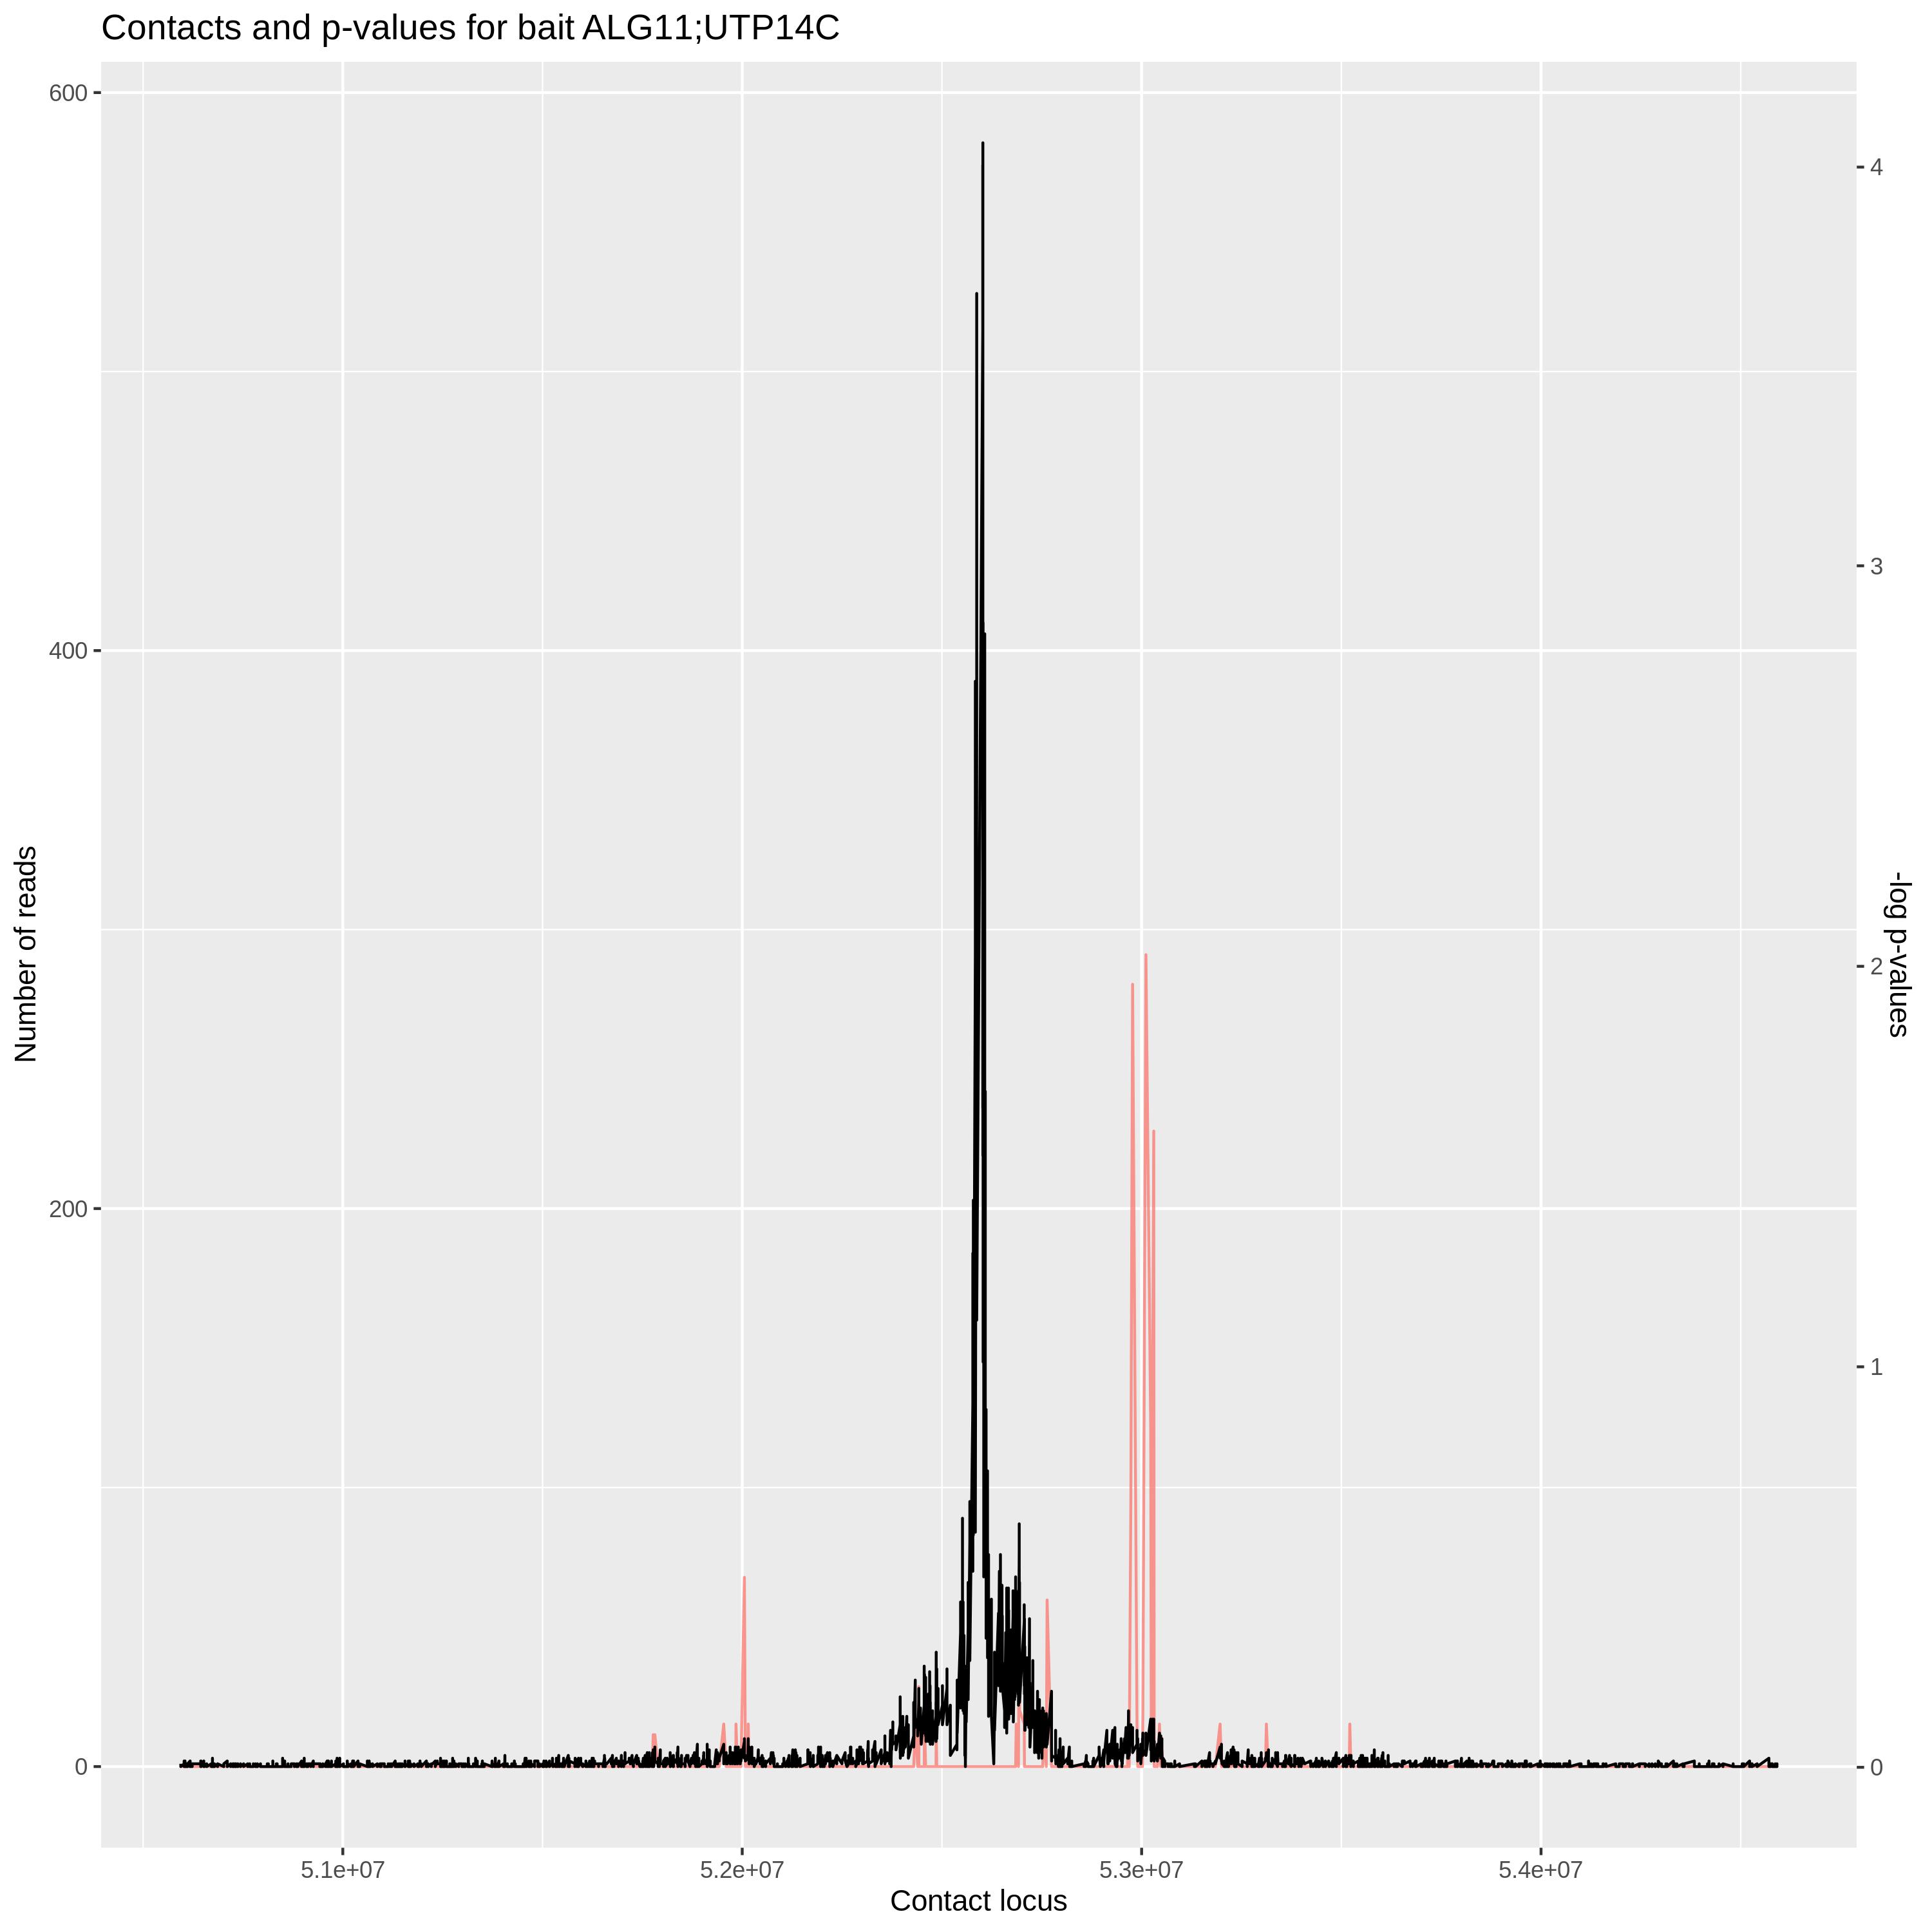 Contacts and p-values for bait ALG11;UTP14C
600
400
200
0
Number of reads
4
3
2
1
0
-log p-values
5.1e+07
5.2e+07
5.3e+07
5.4e+07
Contact locus